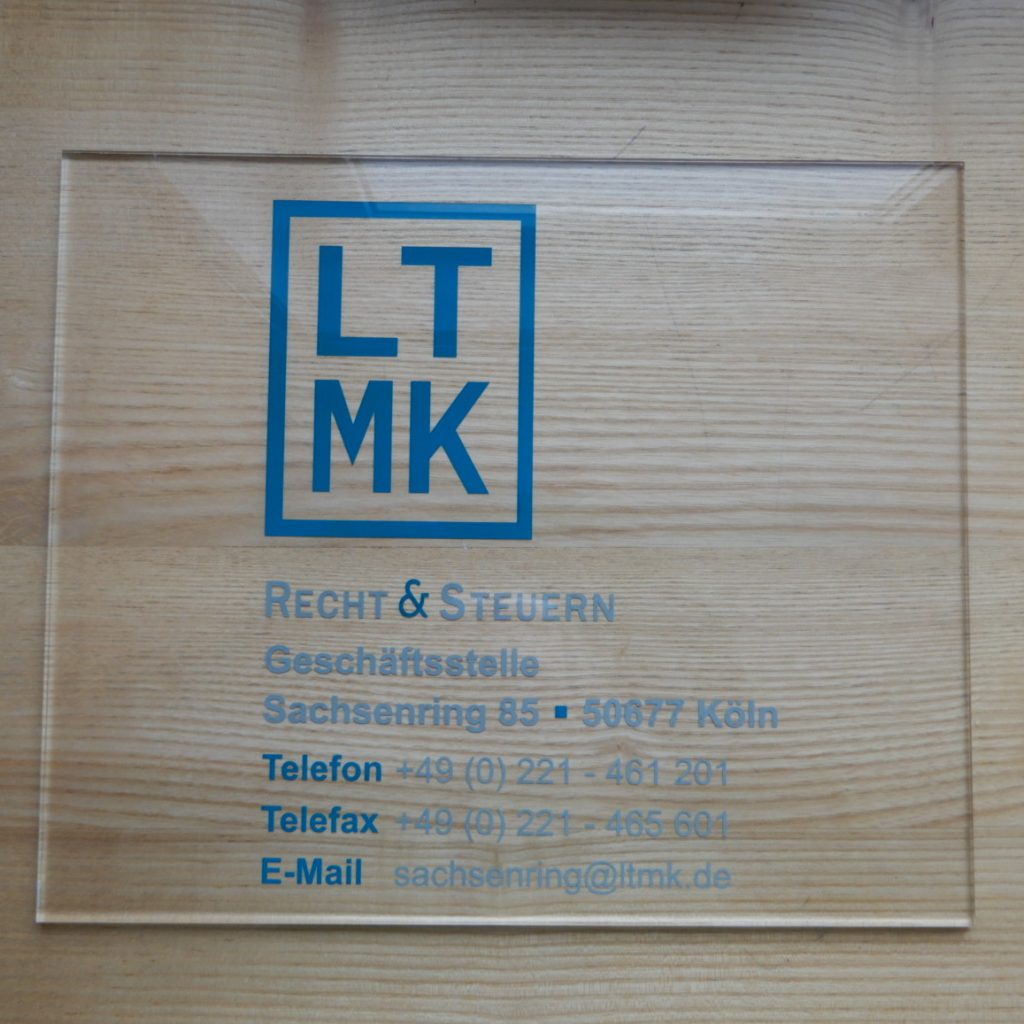 LT
MK
RECHT & STEUERN
Geschäftsstelle
Sachsenring 85 ▪ 50677 Köln
Telefon +49 (0) 221 - 461 201
Telefax +49 (0) 221 - 465 601
E-Mail sachsenring@ltmk.de